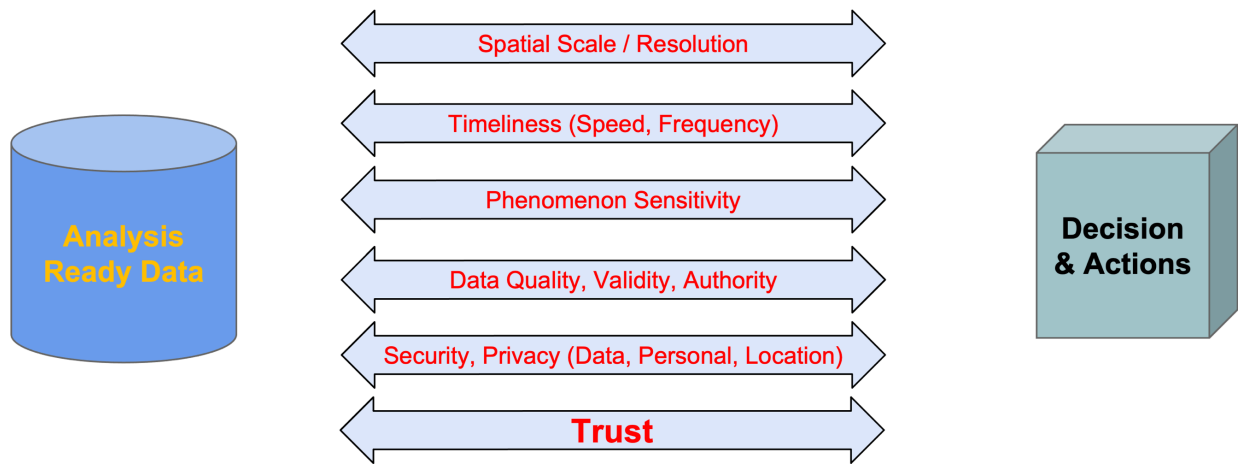 Spatial Scale / Resolution
Timeliness (Speed, Frequency)
Phenomenon Sensitivity
Analysis
Ready Data
Decision
& Actions
Data Quality, Validity, Authority
Security, Privacy (Data, Personal, Location)
Trust